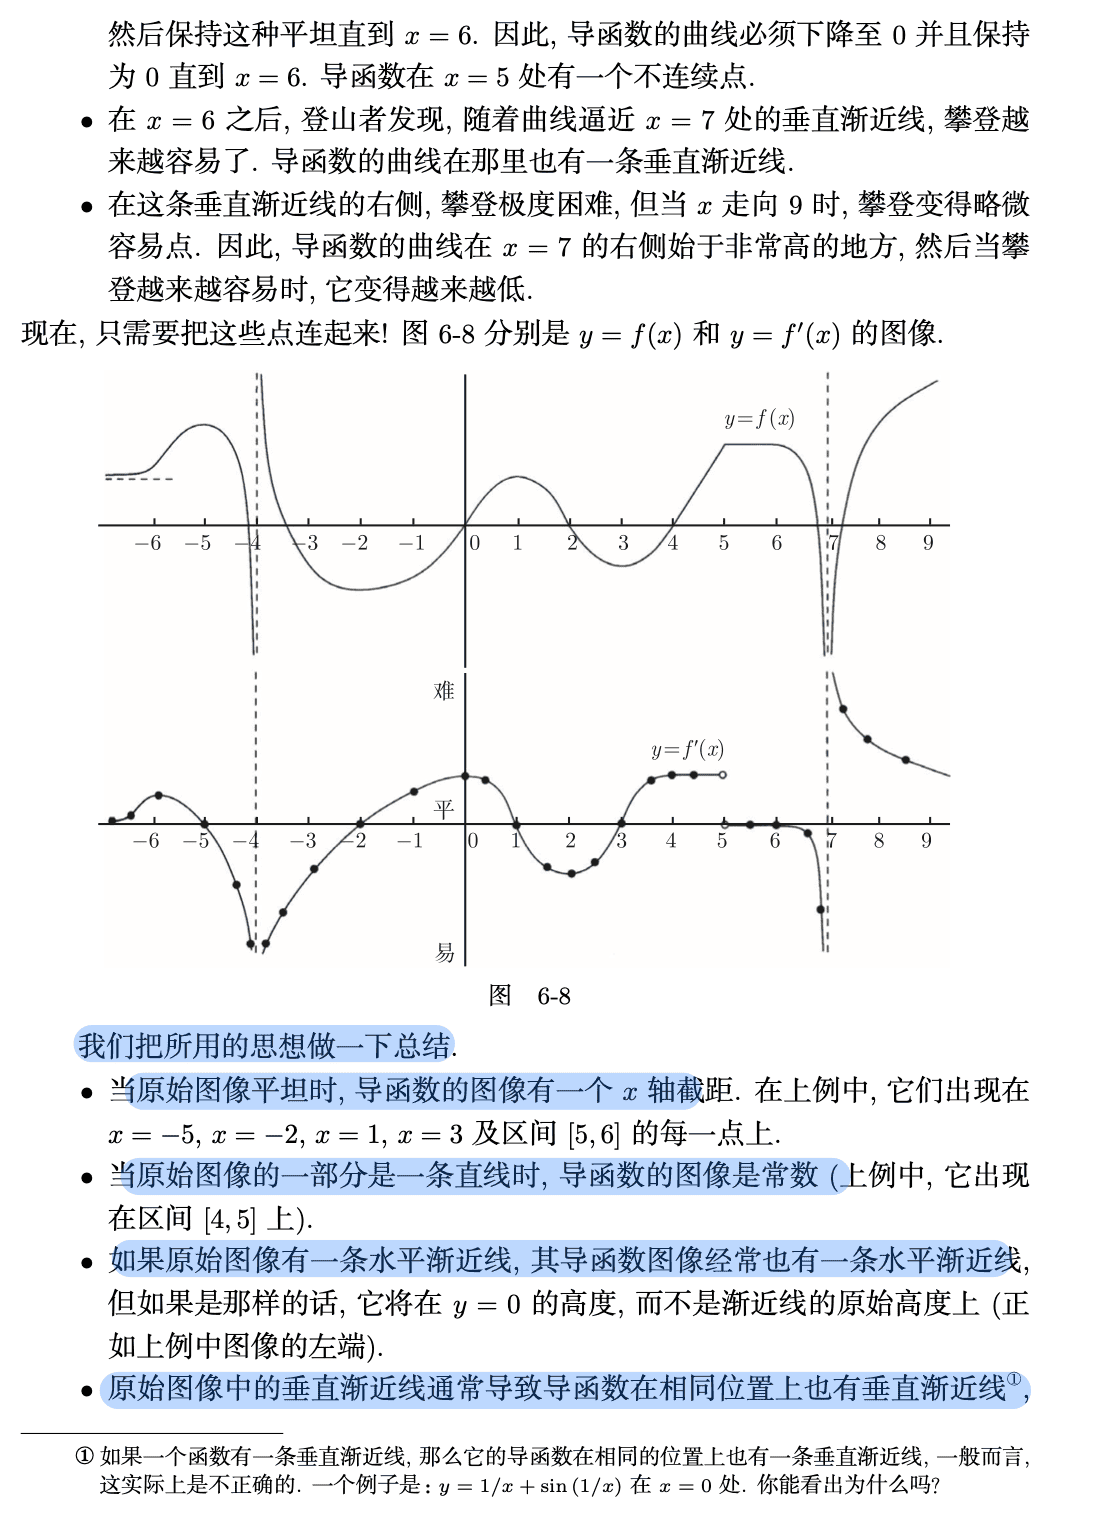 然后保持这种平坦直到 x = 6. 因此, 导函数的曲线必须下降至 0 并且保持
为 0 直到 x = 6. 导函数在 x = 5 处有一个不连续点.
● 在 x = 6 之后, 登山者发现, 随着曲线逼近 x = 7 处的垂直渐近线, 攀登越
来越容易了. 导函数的曲线在那里也有一条垂直渐近线.
● 在这条垂直渐近线的右侧, 攀登极度困难, 但当 x 走向 9 时, 攀登变得略微
容易点. 因此, 导函数的曲线在 x = 7 的右侧始于非常高的地方, 然后当攀
登越来越容易时, 它变得越来越低.
现在, 只需要把这些点连起来! 图 6-8 分别是 y = f(x) 和 y = f′(x) 的图像.
y=f(x)
−6 −5 −4 −3 −2 −1 0 1 2 3 4 5 6 7 8 9
难
y=f′(x)
平
−6 −5 −4 −3 −2 −1 0 1 2 3 4 5 6 7 8 9
易
图 6-8
我们把所用的思想做一下总结.
● 当原始图像平坦时, 导函数的图像有一个 x 轴截距. 在上例中, 它们出现在
x = −5, x = −2, x = 1, x = 3 及区间 [5, 6] 的每一点上.
● 当原始图像的一部分是一条直线时, 导函数的图像是常数 (上例中, 它出现
在区间 [4, 5] 上).
● 如果原始图像有一条水平渐近线, 其导函数图像经常也有一条水平渐近线,
但如果是那样的话, 它将在 y = 0 的高度, 而不是渐近线的原始高度上 (正
如上例中图像的左端).
● 原始图像中的垂直渐近线通常导致导函数在相同位置上也有垂直渐近线①,
① 如果一个函数有一条垂直渐近线, 那么它的导函数在相同的位置上也有一条垂直渐近线, 一般而言,
这实际上是不正确的. 一个例子是: y = 1/x + sin (1/x) 在 x = 0 处. 你能看出为什么吗?